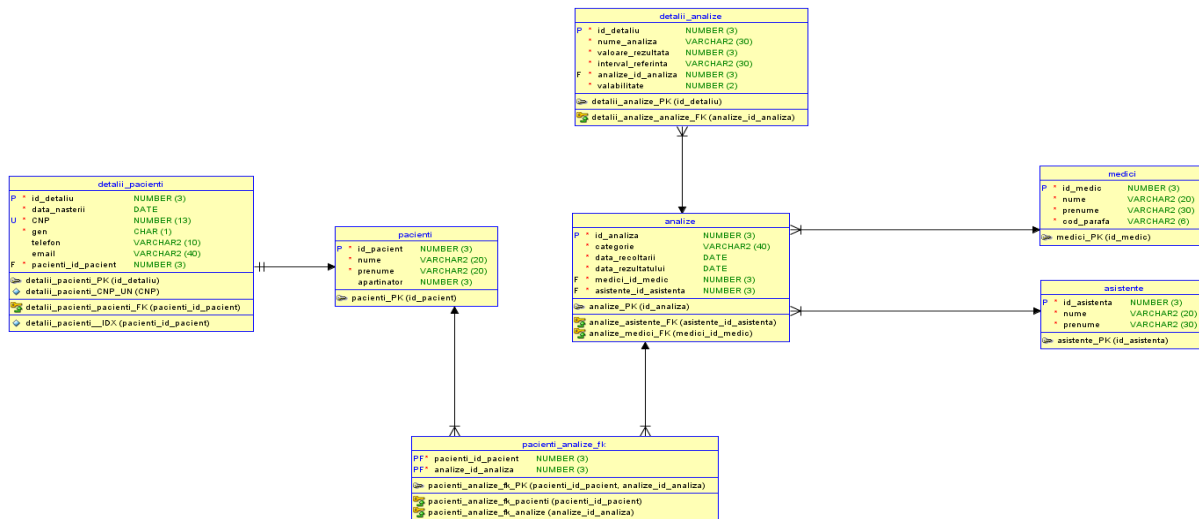 detalii_analize
P * id_detaliu NUMBER (3)
* nume_analiza VARCHAR2 (30)
* valoare_rezultata NUMBER (3)
* interval_referinta VARCHAR2 (30)
F * analize_id_analiza NUMBER (3)
* valabilitate NUMBER (2)
detalii_analize_PK (id_detaliu)
detalii_analize_analize_FK (analize_id_analiza)
detalii_pacienti
P * id_detaliu NUMBER (3)
* data_nasterii DATE
U * CNP NUMBER (13)
* gen CHAR (1)
telefon VARCHAR2 (10)
email VARCHAR2 (40)
F * pacienti_id_pacient NUMBER (3)
detalii_pacienti_PK (id_detaliu)
detalii_pacienti_CNP_UN (CNP)
detalii_pacienti_pacienti_FK (pacienti_id_pacient)
detalii_pacienti__IDX (pacienti_id_pacient)
pacienti
P * id_pacient NUMBER (3)
* nume VARCHAR2 (20)
* prenume VARCHAR2 (20)
apartinator NUMBER (3)
pacienti_PK (id_pacient)
analize
P * id_analiza NUMBER (3)
* categorie VARCHAR2 (40)
* data_recoltarii DATE
* data_rezultatului DATE
F * medici_id_medic NUMBER (3)
F * asistente_id_asistenta NUMBER (3)
analize_PK (id_analiza)
analize_asistente_FK (asistente_id_asistenta)
analize_medici_FK (medici_id_medic)
medici
P * id_medic NUMBER (3)
* nume VARCHAR2 (20)
* prenume VARCHAR2 (30)
* cod_parafa VARCHAR2 (6)
medici_PK (id_medic)
asistente
P * id_asistenta NUMBER (3)
* nume VARCHAR2 (20)
* prenume VARCHAR2 (30)
asistente_PK (id_asistenta)
pacienti_analize_fk
PF* pacienti_id_pacient NUMBER (3)
PF* analize_id_analiza NUMBER (3)
pacienti_analize_fk_PK (pacienti_id_pacient, analize_id_analiza)
pacienti_analize_fk_pacienti (pacienti_id_pacient)
pacienti_analize_fk_analize (analize_id_analiza)